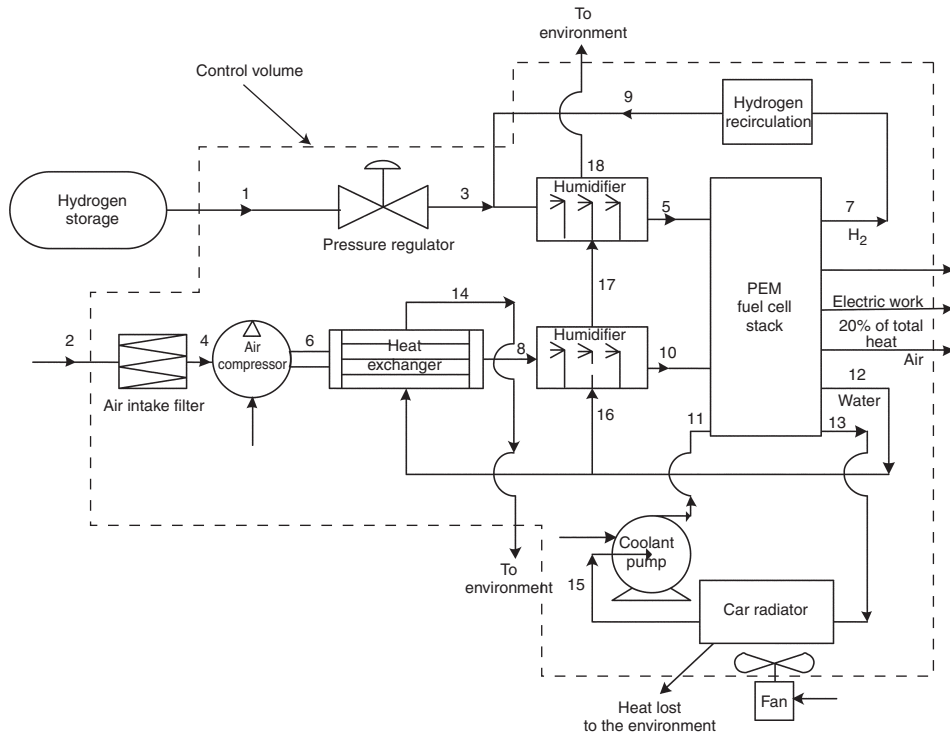 To
environment
Control volume
9
Hydrogen
recirculation
18
Humidifier
Hydrogen
storage
1
3
5
7
H2
Pressure regulator
17
PEM
fuel cell
stack
14
Electric work
2
4
Air
compressor
6
Heat
exchanger
8
Humidifier
10
20% of total
heat
Air
Air intake filter
16
11
12
Water
13
To
environment
15
Coolant
pump
Car radiator
Heat lost
to the environment
Fan